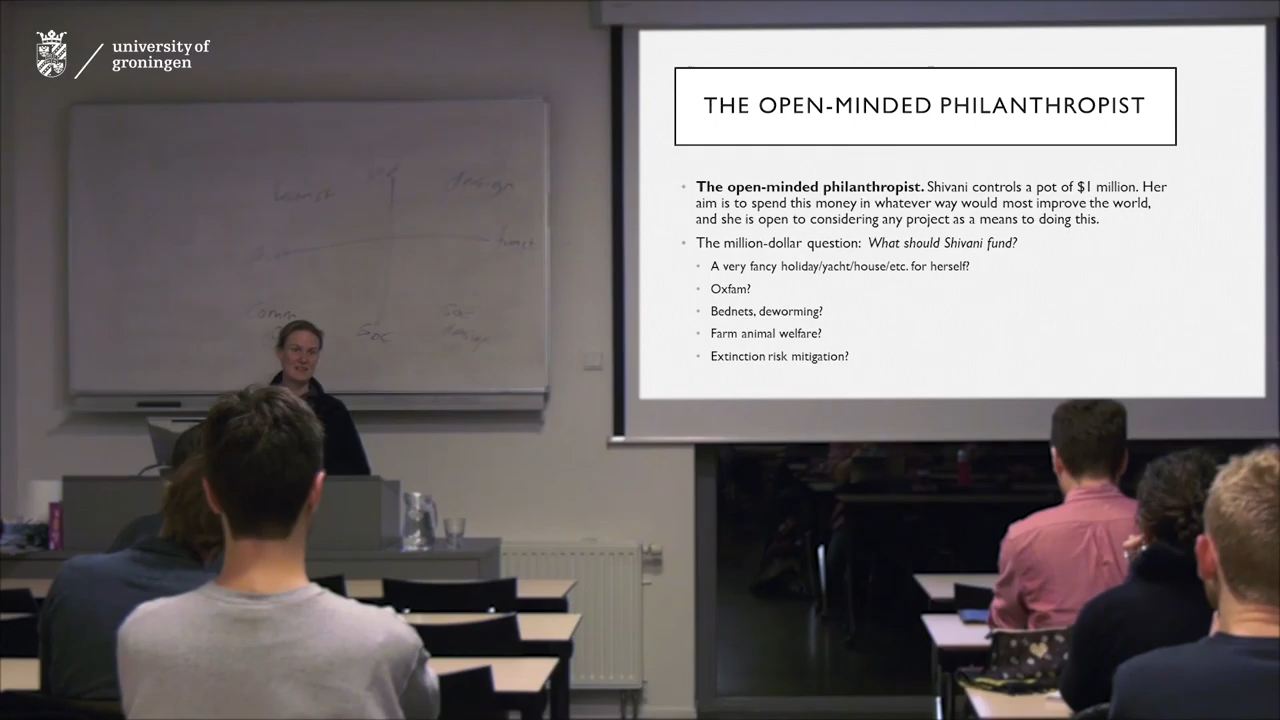 university of
groningen
THE OPEN-MINDED PHILANTHROPIST
• The open-minded philanthropist. Shivani controls a pot of $1 million. Her
aim is to spend this money in whatever way would most improve the world,
and she is open to considering any project as a means to doing this.
• The million-dollar question: What should Shivani fund?
• A very fancy holiday/yacht/house/etc. for herself?
• Oxfam?
• Bednets, deworming?
• Farm animal welfare?
• Extinction risk mitigation?